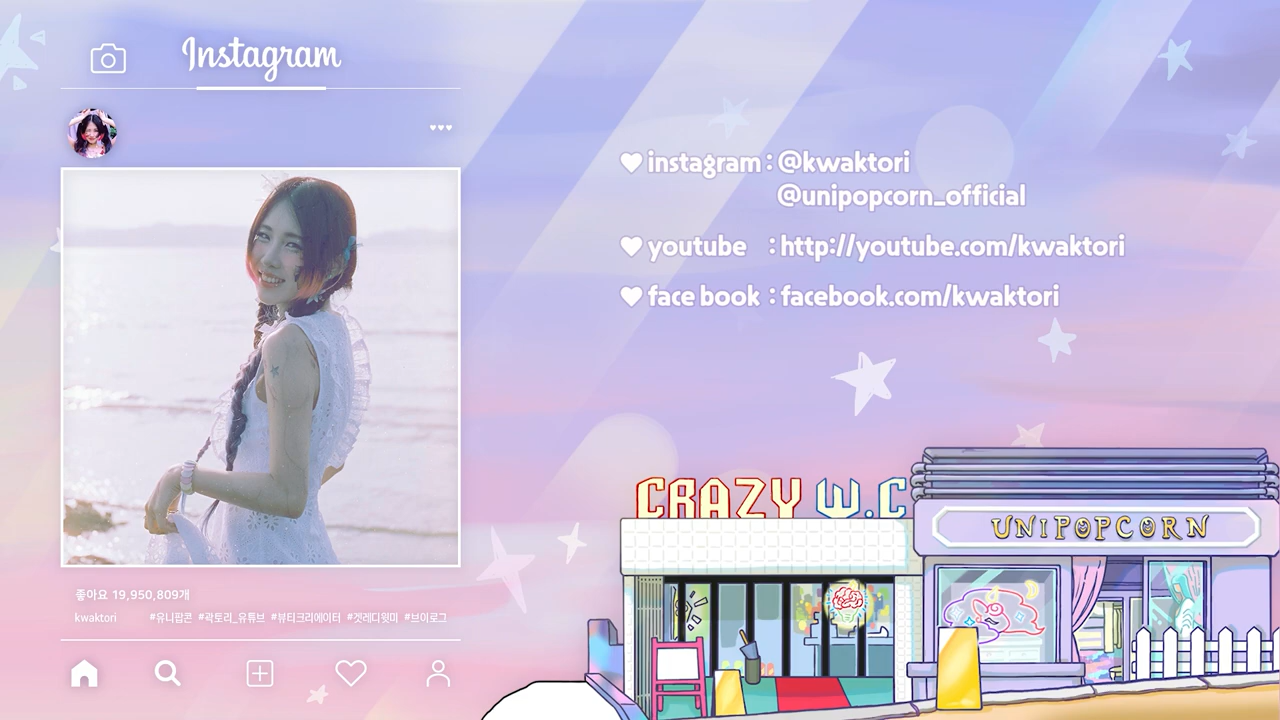 Instagram
instagram : @kwaktori
@unipopcorn_official
youtube : http://youtube.com/kwaktori
face book : facebook.com/kwaktori
CRAZY W.C
UNIPOPCORN
좋아요 19,950,809개
kwaktori #유니팝콘 #곽토리_유튜브 #뷰티크리에이터 #겟레디윗미 #브이로그